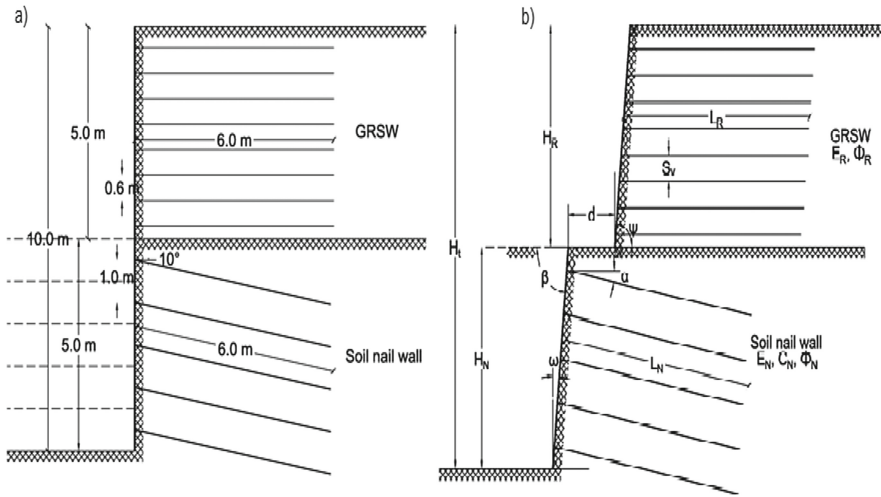 a)
5.0 m
6.0 m
GRSW
0.6 m
10.0 m
10°
1.0 m
5.0 m
6.0 m
Soil nail wall
b)
H_R
L_R
GRSW
E_R, Φ_R
S_v
d
ψ
H_t
β
α
H_N
ω
L_N
Soil nail wall
E_N, C_N, Φ_N